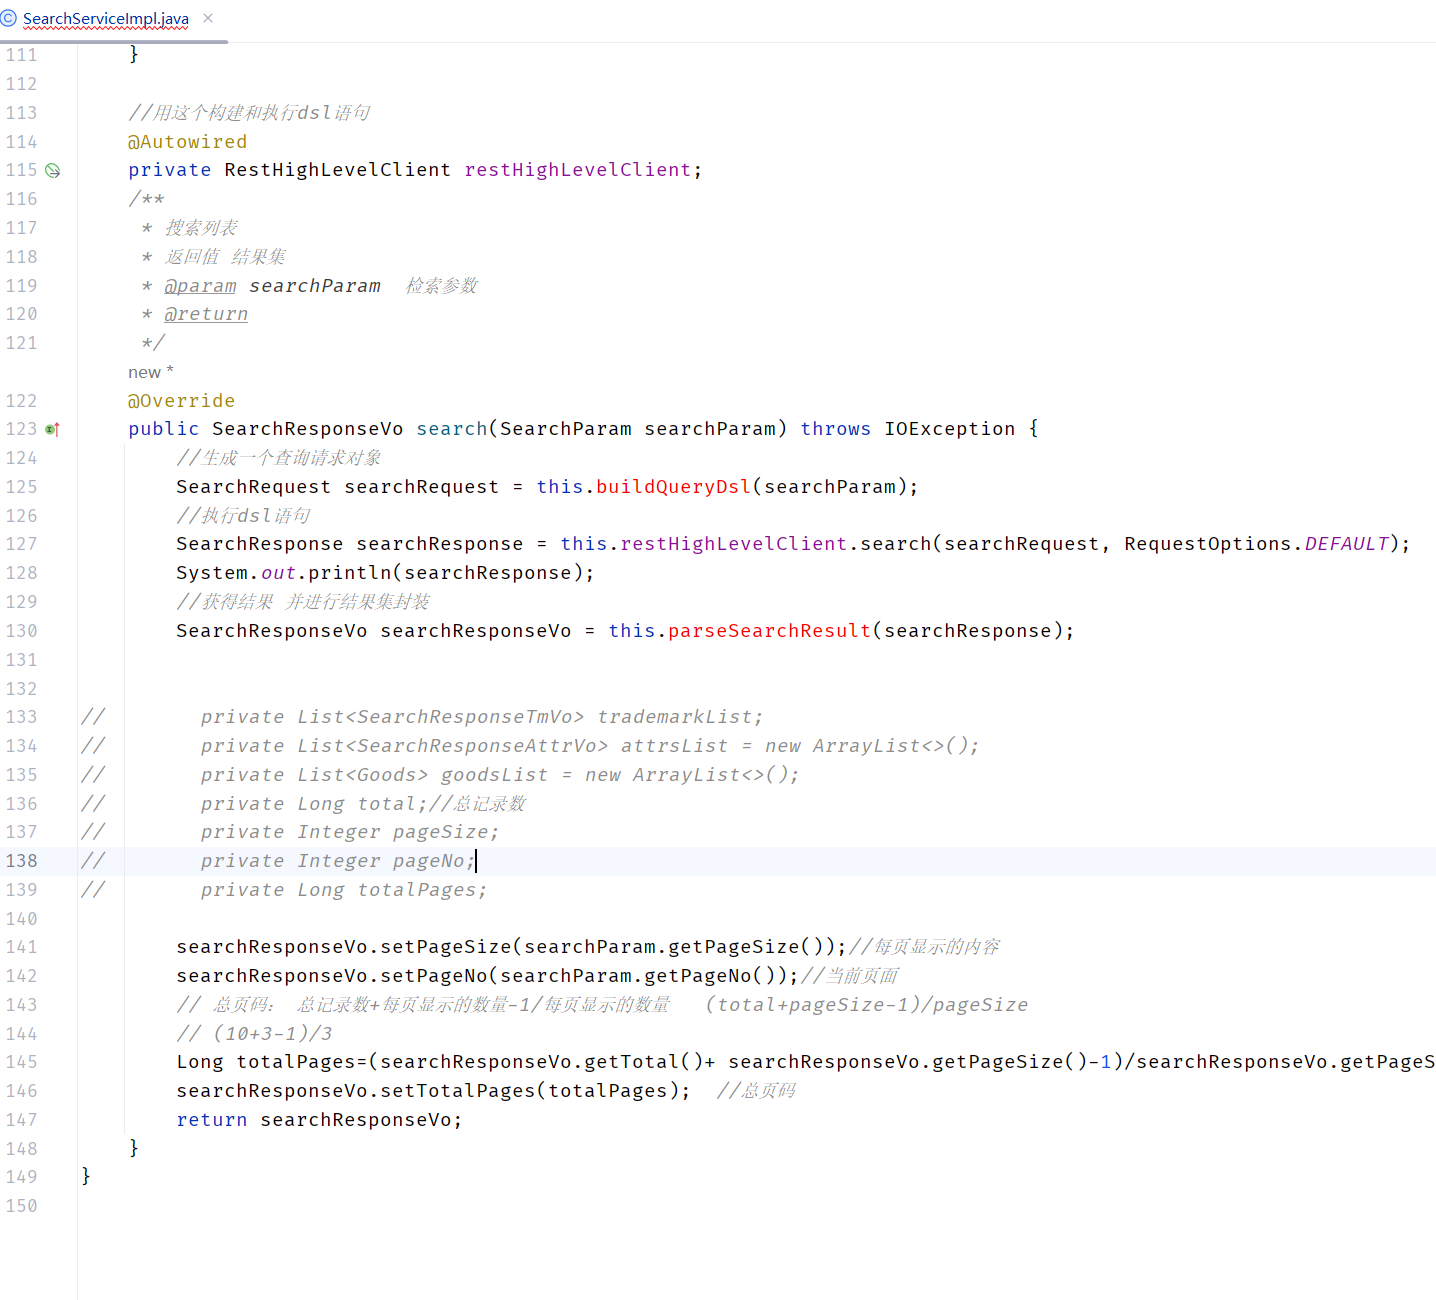 SearchServiceImpl.java
111 }
112
113 //用这个构建和执行dsl语句
114 @Autowired
115 private RestHighLevelClient restHighLevelClient;
116 /**
117 * 搜索列表
118 * 返回值 结果集
119 * @param searchParam 检索参数
120 * @return
121 */
new *
122 @Override
123 public SearchResponseVo search(SearchParam searchParam) throws IOException {
124 //生成一个查询请求对象
125 SearchRequest searchRequest = this.buildQueryDsl(searchParam);
126 //执行dsl语句
127 SearchResponse searchResponse = this.restHighLevelClient.search(searchRequest, RequestOptions.DEFAULT);
128 System.out.println(searchResponse);
129 //获得结果 并进行结果集封装
130 SearchResponseVo searchResponseVo = this.parseSearchResult(searchResponse);
131
132
133 // private List<SearchResponseTmVo> trademarkList;
134 // private List<SearchResponseAttrVo> attrsList = new ArrayList<>();
135 // private List<Goods> goodsList = new ArrayList<>();
136 // private Long total;//总记录数
137 // private Integer pageSize;
138 // private Integer pageNo;
139 // private Long totalPages;
140
141 searchResponseVo.setPageSize(searchParam.getPageSize());//每页显示的内容
142 searchResponseVo.setPageNo(searchParam.getPageNo());//当前页面
143 // 总页码： 总记录数+每页显示的数量-1/每页显示的数量 (total+pageSize-1)/pageSize
144 // (10+3-1)/3
145 Long totalPages=(searchResponseVo.getTotal()+ searchResponseVo.getPageSize()-1)/searchResponseVo.getPageS
146 searchResponseVo.setTotalPages(totalPages); //总页码
147 return searchResponseVo;
148 }
149 }
150